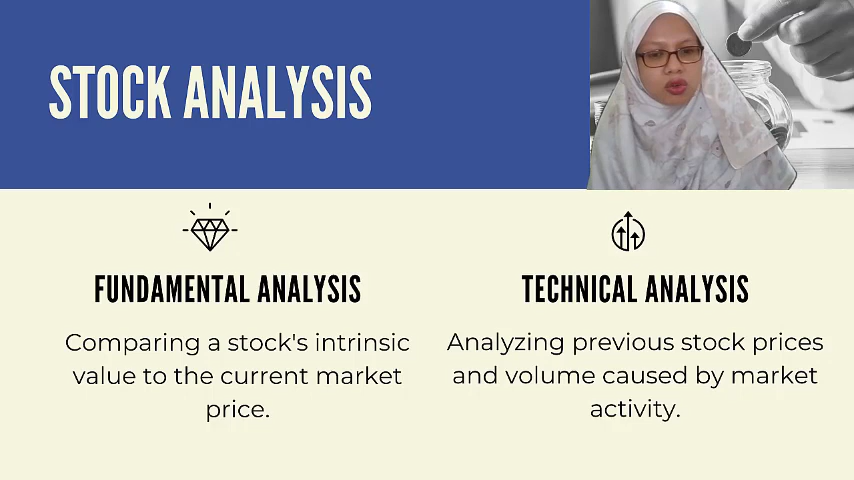 STOCK ANALYSIS
FUNDAMENTAL ANALYSIS
Comparing a stock's intrinsic
value to the current market
price.
TECHNICAL ANALYSIS
Analyzing previous stock prices
and volume caused by market
activity.